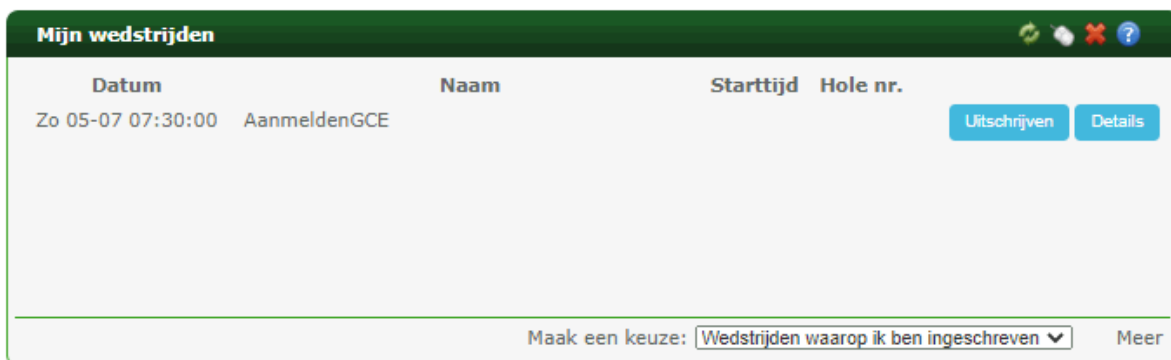 Mijn wedstrijden
Datum Naam Starttijd Hole nr.
Zo 05-07 07:30:00 AanmeldenGCE Uitschrijven Details
Maak een keuze: Wedstrijden waarop ik ben ingeschreven Meer